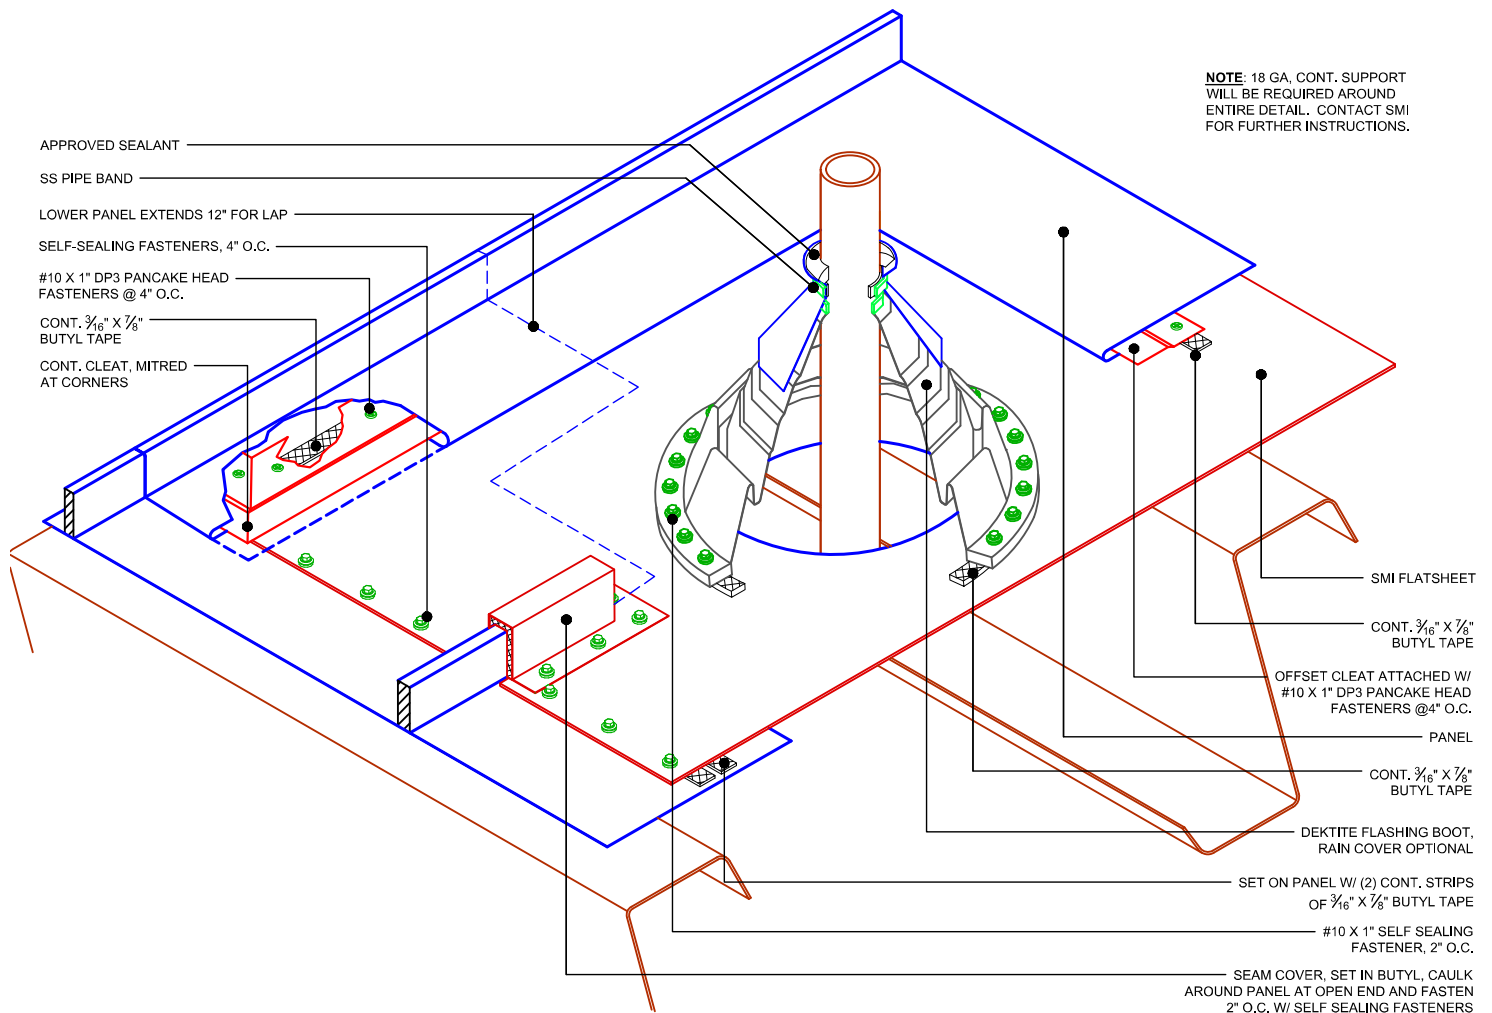 NOTE: 18 GA, CONT. SUPPORT
WILL BE REQUIRED AROUND
ENTIRE DETAIL. CONTACT SMI
FOR FURTHER INSTRUCTIONS.
APPROVED SEALANT
SS PIPE BAND
LOWER PANEL EXTENDS 12" FOR LAP
SELF-SEALING FASTENERS, 4" O.C.
#10 X 1" DP3 PANCAKE HEAD
FASTENERS @ 4" O.C.
CONT. 3/16" X 7/8"
BUTYL TAPE
CONT. CLEAT, MITRED
AT CORNERS
SMI FLATSHEET
CONT. 3/16" X 7/8"
BUTYL TAPE
OFFSET CLEAT ATTACHED W/
#10 X 1" DP3 PANCAKE HEAD
FASTENERS @4" O.C.
PANEL
CONT. 3/16" X 7/8"
BUTYL TAPE
DEKTITE FLASHING BOOT,
RAIN COVER OPTIONAL
SET ON PANEL W/ (2) CONT. STRIPS
OF 3/16" X 7/8" BUTYL TAPE
#10 X 1" SELF SEALING
FASTENER, 2" O.C.
SEAM COVER, SET IN BUTYL, CAULK
AROUND PANEL AT OPEN END AND FASTEN
2" O.C. W/ SELF SEALING FASTENERS